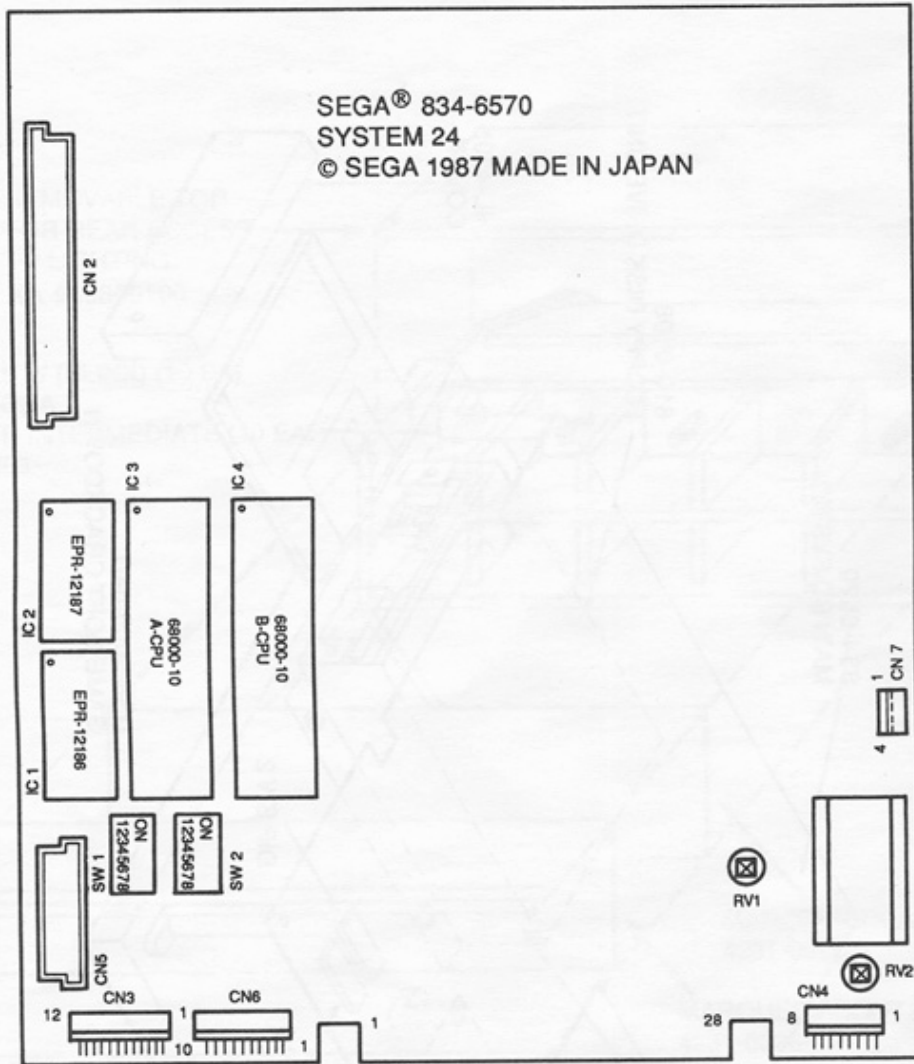 SEGA® 834-6570
SYSTEM 24
© SEGA 1987 MADE IN JAPAN
CN 2
IC 3
IC 4
IC 2
EPR-12187
68000-10
A-CPU
68000-10
B-CPU
IC 1
EPR-12186
1
CN 7
4
SW 1
ON
12345678
ON
12345678
SW 2
RV1
CN5
RV2
12
CN3
1
10
CN6
1
1
28
8
CN4
1